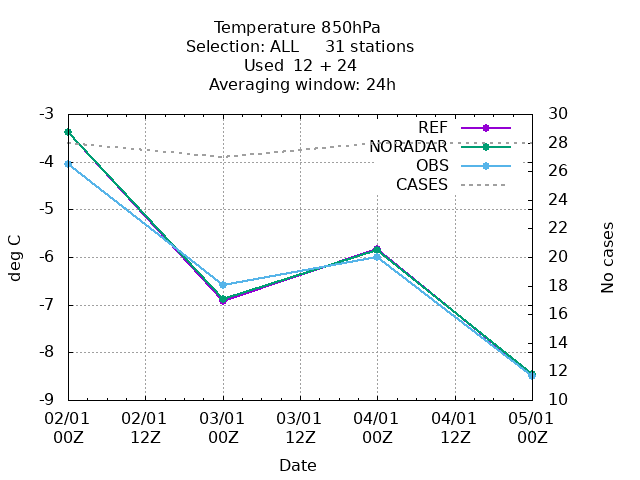 Temperature 850hPa
Selection: ALL     31 stations
Used  12 + 24
Averaging window: 24h
-3
-4
-5
-6
-7
-8
-9
deg C
30
28
26
24
22
20
18
16
14
12
10
No cases
REF
NORADAR
OBS
CASES
02/01 02/01 03/01 03/01 04/01 04/01 05/01
00Z 12Z 00Z 12Z 00Z 12Z 00Z
Date